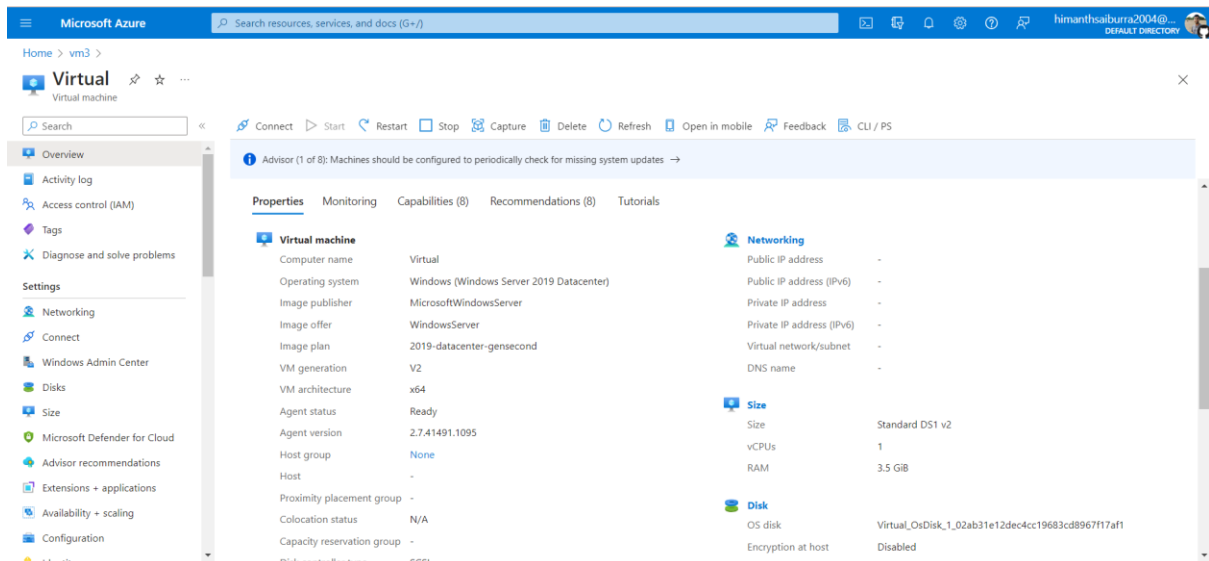 Microsoft Azure
Search resources, services, and docs (G+/)
himanthsaiburra2004@...
DEFAULT DIRECTORY
Home > vm3 >
Virtual
Virtual machine
Search
Connect Start Restart Stop Capture Delete Refresh Open in mobile Feedback CLI / PS
Overview
Activity log
Access control (IAM)
Tags
Diagnose and solve problems
Settings
Networking
Connect
Windows Admin Center
Disks
Size
Microsoft Defender for Cloud
Advisor recommendations
Extensions + applications
Availability + scaling
Configuration
Advisor (1 of 8): Machines should be configured to periodically check for missing system updates →
Properties Monitoring Capabilities (8) Recommendations (8) Tutorials
Virtual machine
Computer name Virtual
Operating system Windows (Windows Server 2019 Datacenter)
Image publisher MicrosoftWindowsServer
Image offer WindowsServer
Image plan 2019-datacenter-gensecond
VM generation V2
VM architecture x64
Agent status Ready
Agent version 2.7.41491.1095
Host group None
Host -
Proximity placement group -
Colocation status N/A
Capacity reservation group -
Networking
Public IP address -
Public IP address (IPv6) -
Private IP address -
Private IP address (IPv6) -
Virtual network/subnet -
DNS name -
Size
Size Standard DS1 v2
vCPUs 1
RAM 3.5 GiB
Disk
OS disk Virtual_OsDisk_1_02ab31e12dec4cc19683cd8967f17af1
Encryption at host Disabled